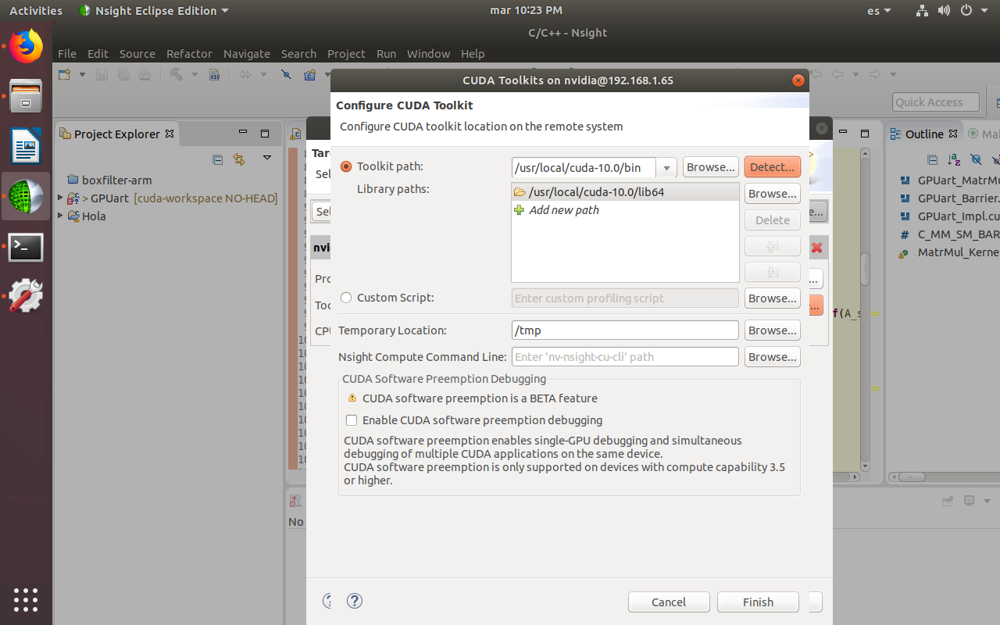 Activities Nsight Eclipse Edition mar 10:23 PM es
C/C++ - Nsight
File Edit Source Refactor Navigate Search Project Run Window Help
CUDA Toolkits on nvidia@192.168.1.65
Configure CUDA Toolkit
Configure CUDA toolkit location on the remote system
Quick Access
Project Explorer
boxfilter-arm
> GPUart [cuda-workspace NO-HEAD]
Hola
Toolkit path: /usr/local/cuda-10.0/bin Browse... Detect...
Library paths: /usr/local/cuda-10.0/lib64 Browse...
Add new path
Delete
Custom Script: Enter custom profiling script Browse...
Temporary Location: /tmp Browse...
Nsight Compute Command Line: Enter 'nv-nsight-cu-cli' path Browse...
CUDA Software Preemption Debugging
CUDA software preemption is a BETA feature
Enable CUDA software preemption debugging
CUDA software preemption enables single-GPU debugging and simultaneous
debugging of multiple CUDA applications on the same device.
CUDA software preemption is only supported on devices with compute capability 3.5
or higher.
Cancel Finish
Outline Ma
GPUart_MatrMu
GPUart_Barrier.
GPUart_Impl.cu
C_MM_SM_BAR
MatrMul_Kerne
f(A_s
Tar
Sel
Sel
nvi
Pro
Too
CPU
No